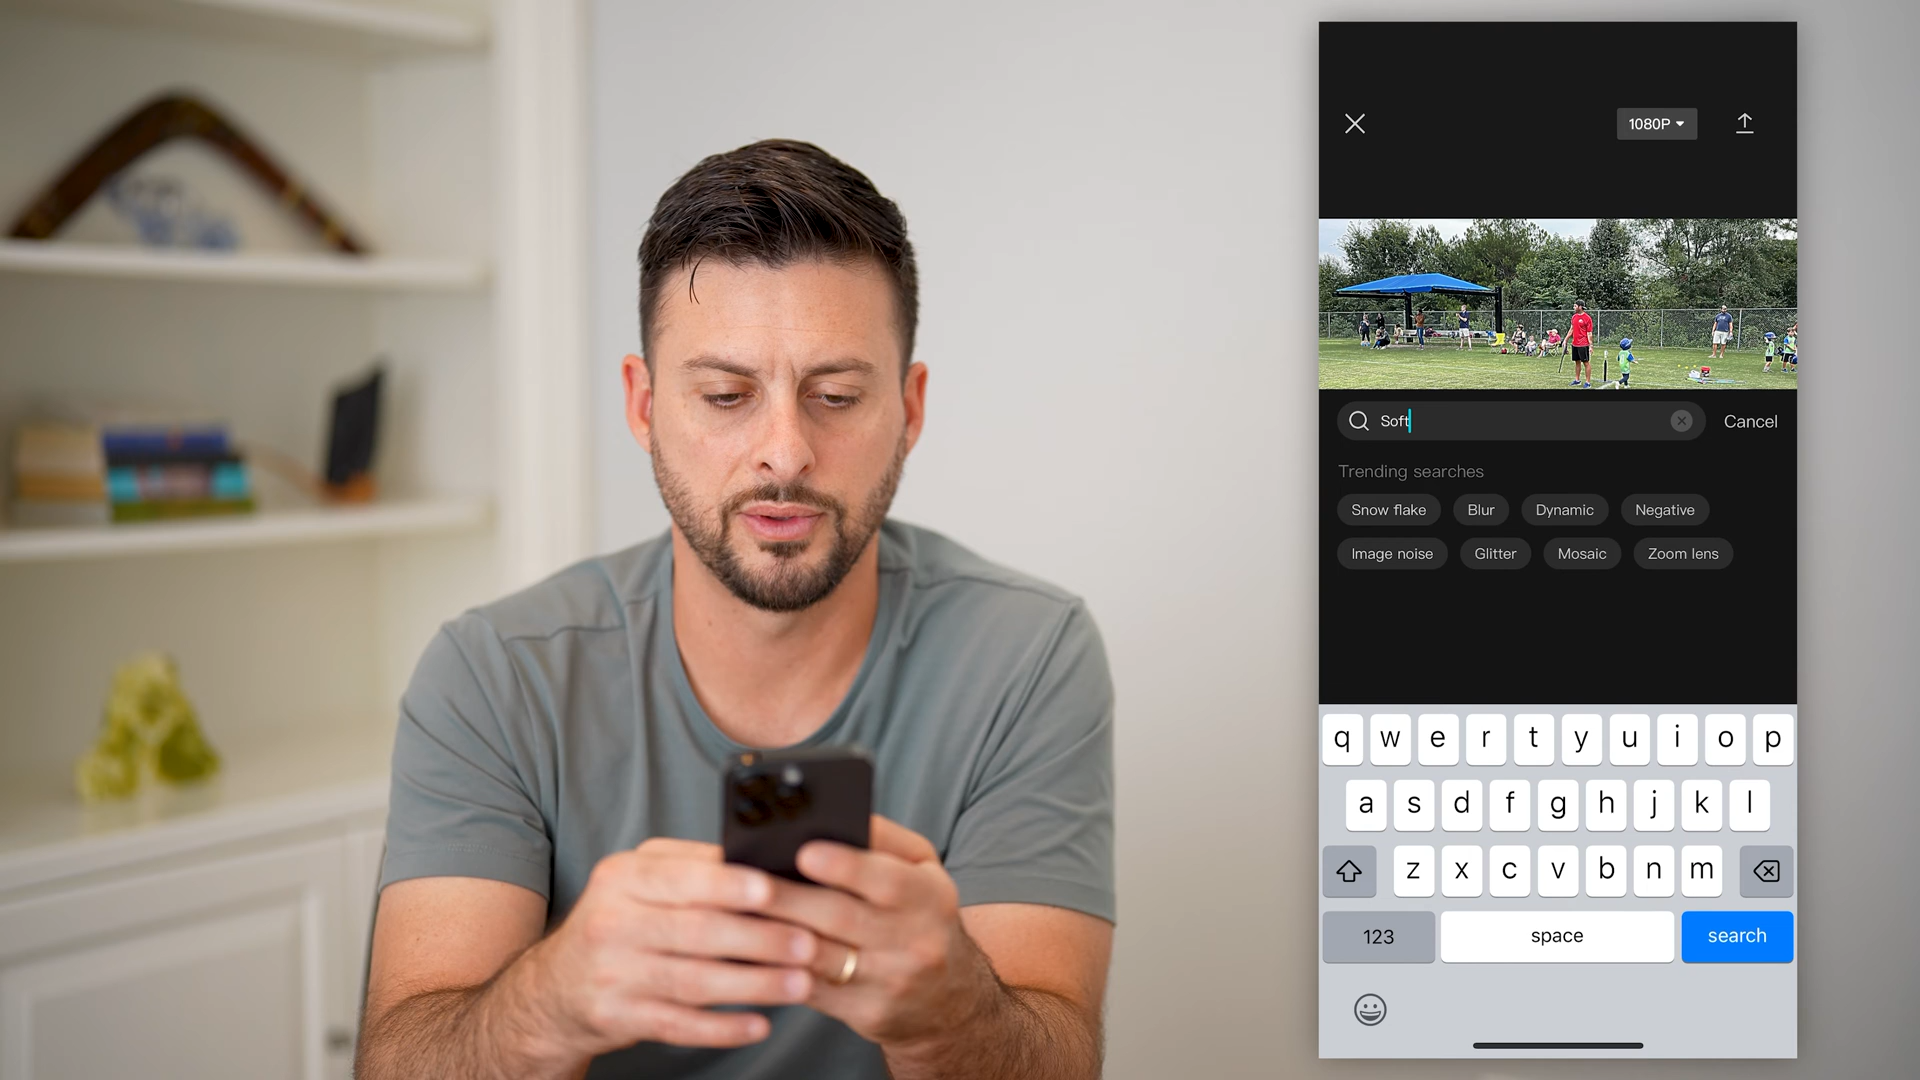 1080P
Soft
Cancel
Trending searches
Snow flake Blur Dynamic Negative
Image noise Glitter Mosaic Zoom lens
q w e r t y u i o p
a s d f g h j k l
z x c v b n m
123 space search